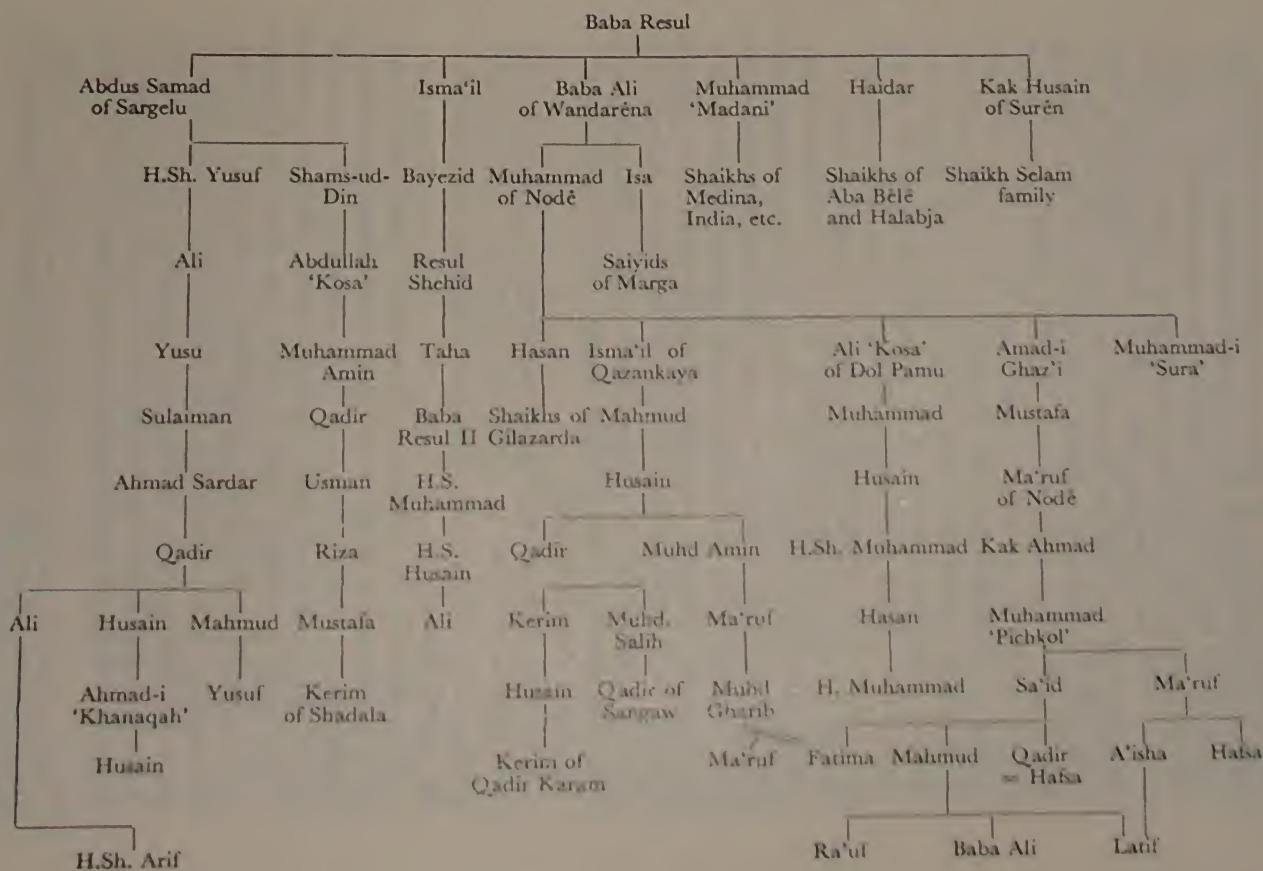 Baba Resul
Abdus Samad
of Sargelu
Isma‘il
Baba Ali
of Wandarêna
Muhammad
‘Madani’
Haidar
Kak Husain
of Surên
H.Sh. Yusuf
Shams-ud-
Din
Bayezid
Muhammad
of Nodê
Isa
Shaikhs of
Medina,
India, etc.
Shaikhs of
Aba Bêlê
and Halabja
Shaikh Selam
family
Ali
Abdullah
‘Kosa’
Resul
Shehid
Saiyids
of Marga
Yusu
Muhammad
Amin
Taha
Hasan
Isma‘il of
Qazankaya
Ali ‘Kosa’
of Dol Pamu
Amad-i
Ghaz‘i
Muhammad-i
‘Sura’
Sulaiman
Qadir
Baba
Resul II
Shaikhs of
Gilazarda
Mahmud
Muhammad
Mustafa
Ahmad Sardar
Usman
H.S.
Muhammad
Husain
Husain
Ma‘ruf
of Nodê
Qadir
Riza
H.S.
Husain
Qadir
Muhd Amin
H.Sh. Muhammad
Kak Ahmad
Ali
Husain
Mahmud
Mustafa
Ali
Kerim
Muhd.
Salih
Ma‘ruf
Hasan
Muhammad
‘Pichkol’
Ahmad-i
‘Khanaqah’
Yusuf
Kerim
of Shadala
Husain
Qadir of
Sangaw
Muhd
Gharib
H. Muhammad
Sa‘id
Ma‘ruf
Husain
Kerim of
Qadir Karam
Ma‘ruf
Fatima
Mahmud
Qadir
= Hafsa
A‘isha
Hafsa
H.Sh. Arif
Ra’uf
Baba Ali
Latif